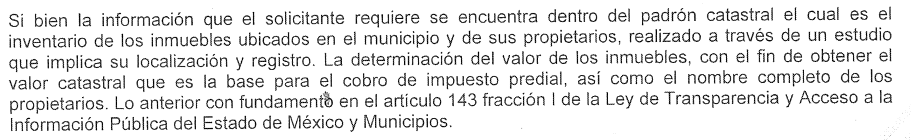 Si bien la información que el solicitante requiere se encuentra dentro del padrón catastral el cual es el
inventario de los inmuebles ubicados en el municipio y de sus propietarios, realizado a través de un estudio
que implica su localización y registro. La determinación del valor de los inmuebles, con el fin de obtener el
valor catastral que es la base para el cobro de impuesto predial, así como el nombre completo de los
propietarios. Lo anterior con fundamento en el artículo 143 fracción I de la Ley de Transparencia y Acceso a la
Información Pública del Estado de México y Municipios.